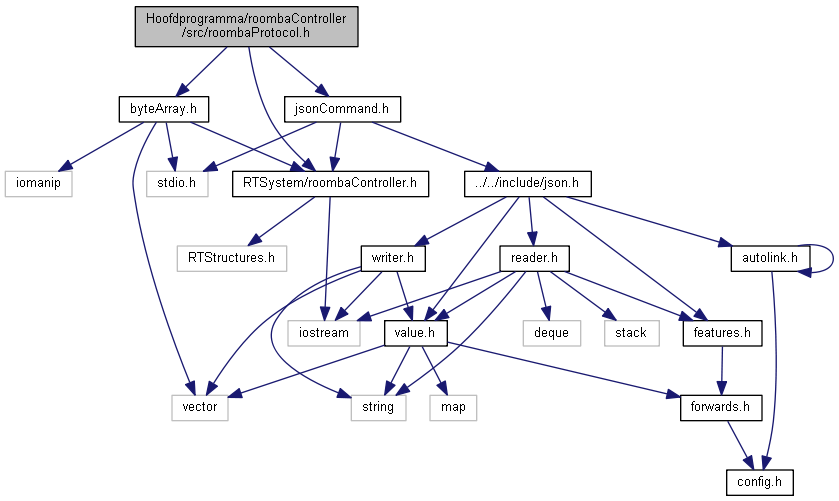 Hoofdprogramma/roombaController
/src/roombaProtocol.h
byteArray.h
jsonCommand.h
iomanip
stdio.h
RTSystem/roombaController.h
../../include/json.h
RTStructures.h
writer.h
reader.h
autolink.h
iostream
value.h
deque
stack
features.h
vector
string
map
forwards.h
config.h